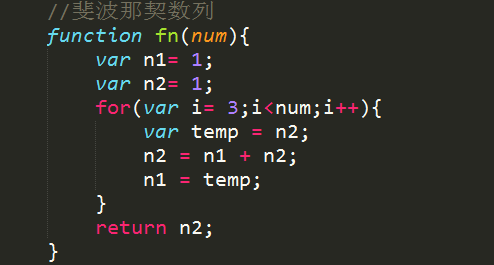 //斐波那契数列
function fn(num){
    var n1= 1;
    var n2= 1;
    for(var i= 3;i<num;i++){
        var temp = n2;
        n2 = n1 + n2;
        n1 = temp;
    }
    return n2;
}